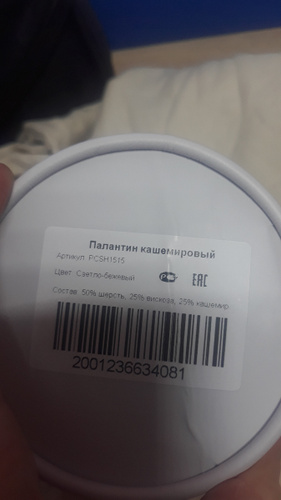 Палантин кашемировый
Артикул: PCSH1515
Цвет: Светло-бежевый
EAC
Состав: 50% шерсть, 25% вискоза, 25% кашемир
2001236634081